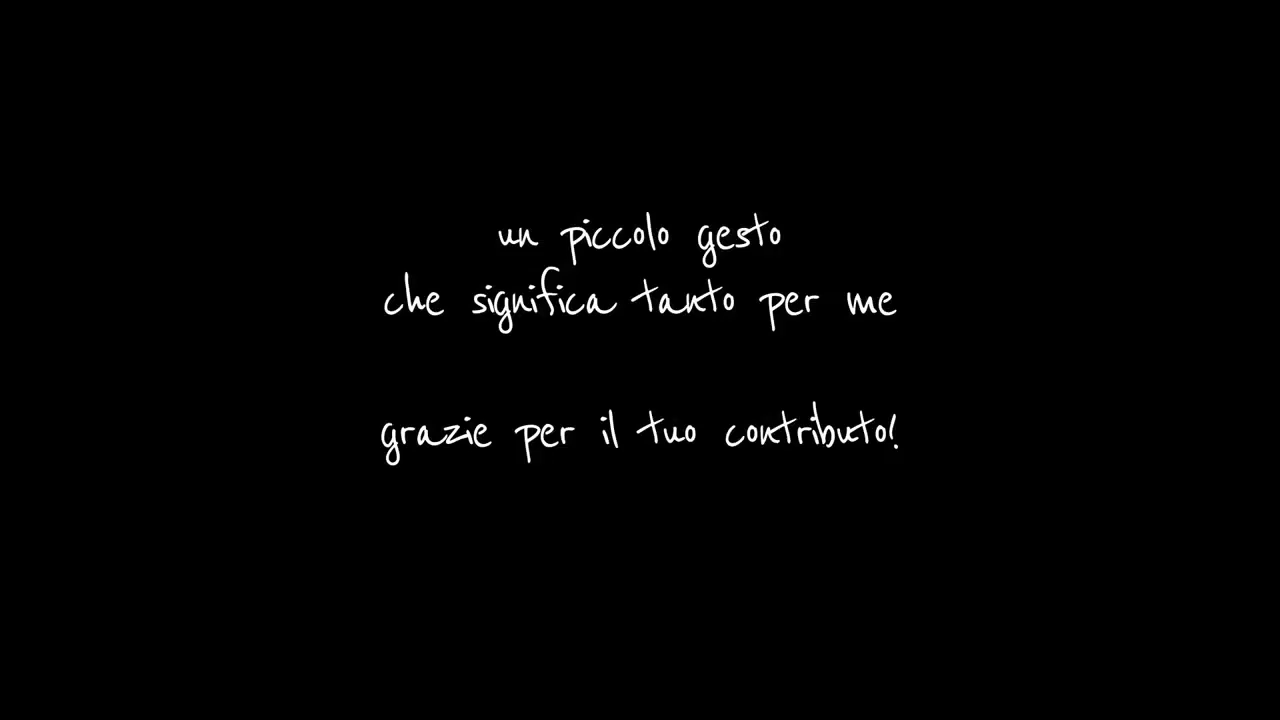 un piccolo gesto
che significa tanto per me
grazie per il tuo contributo!